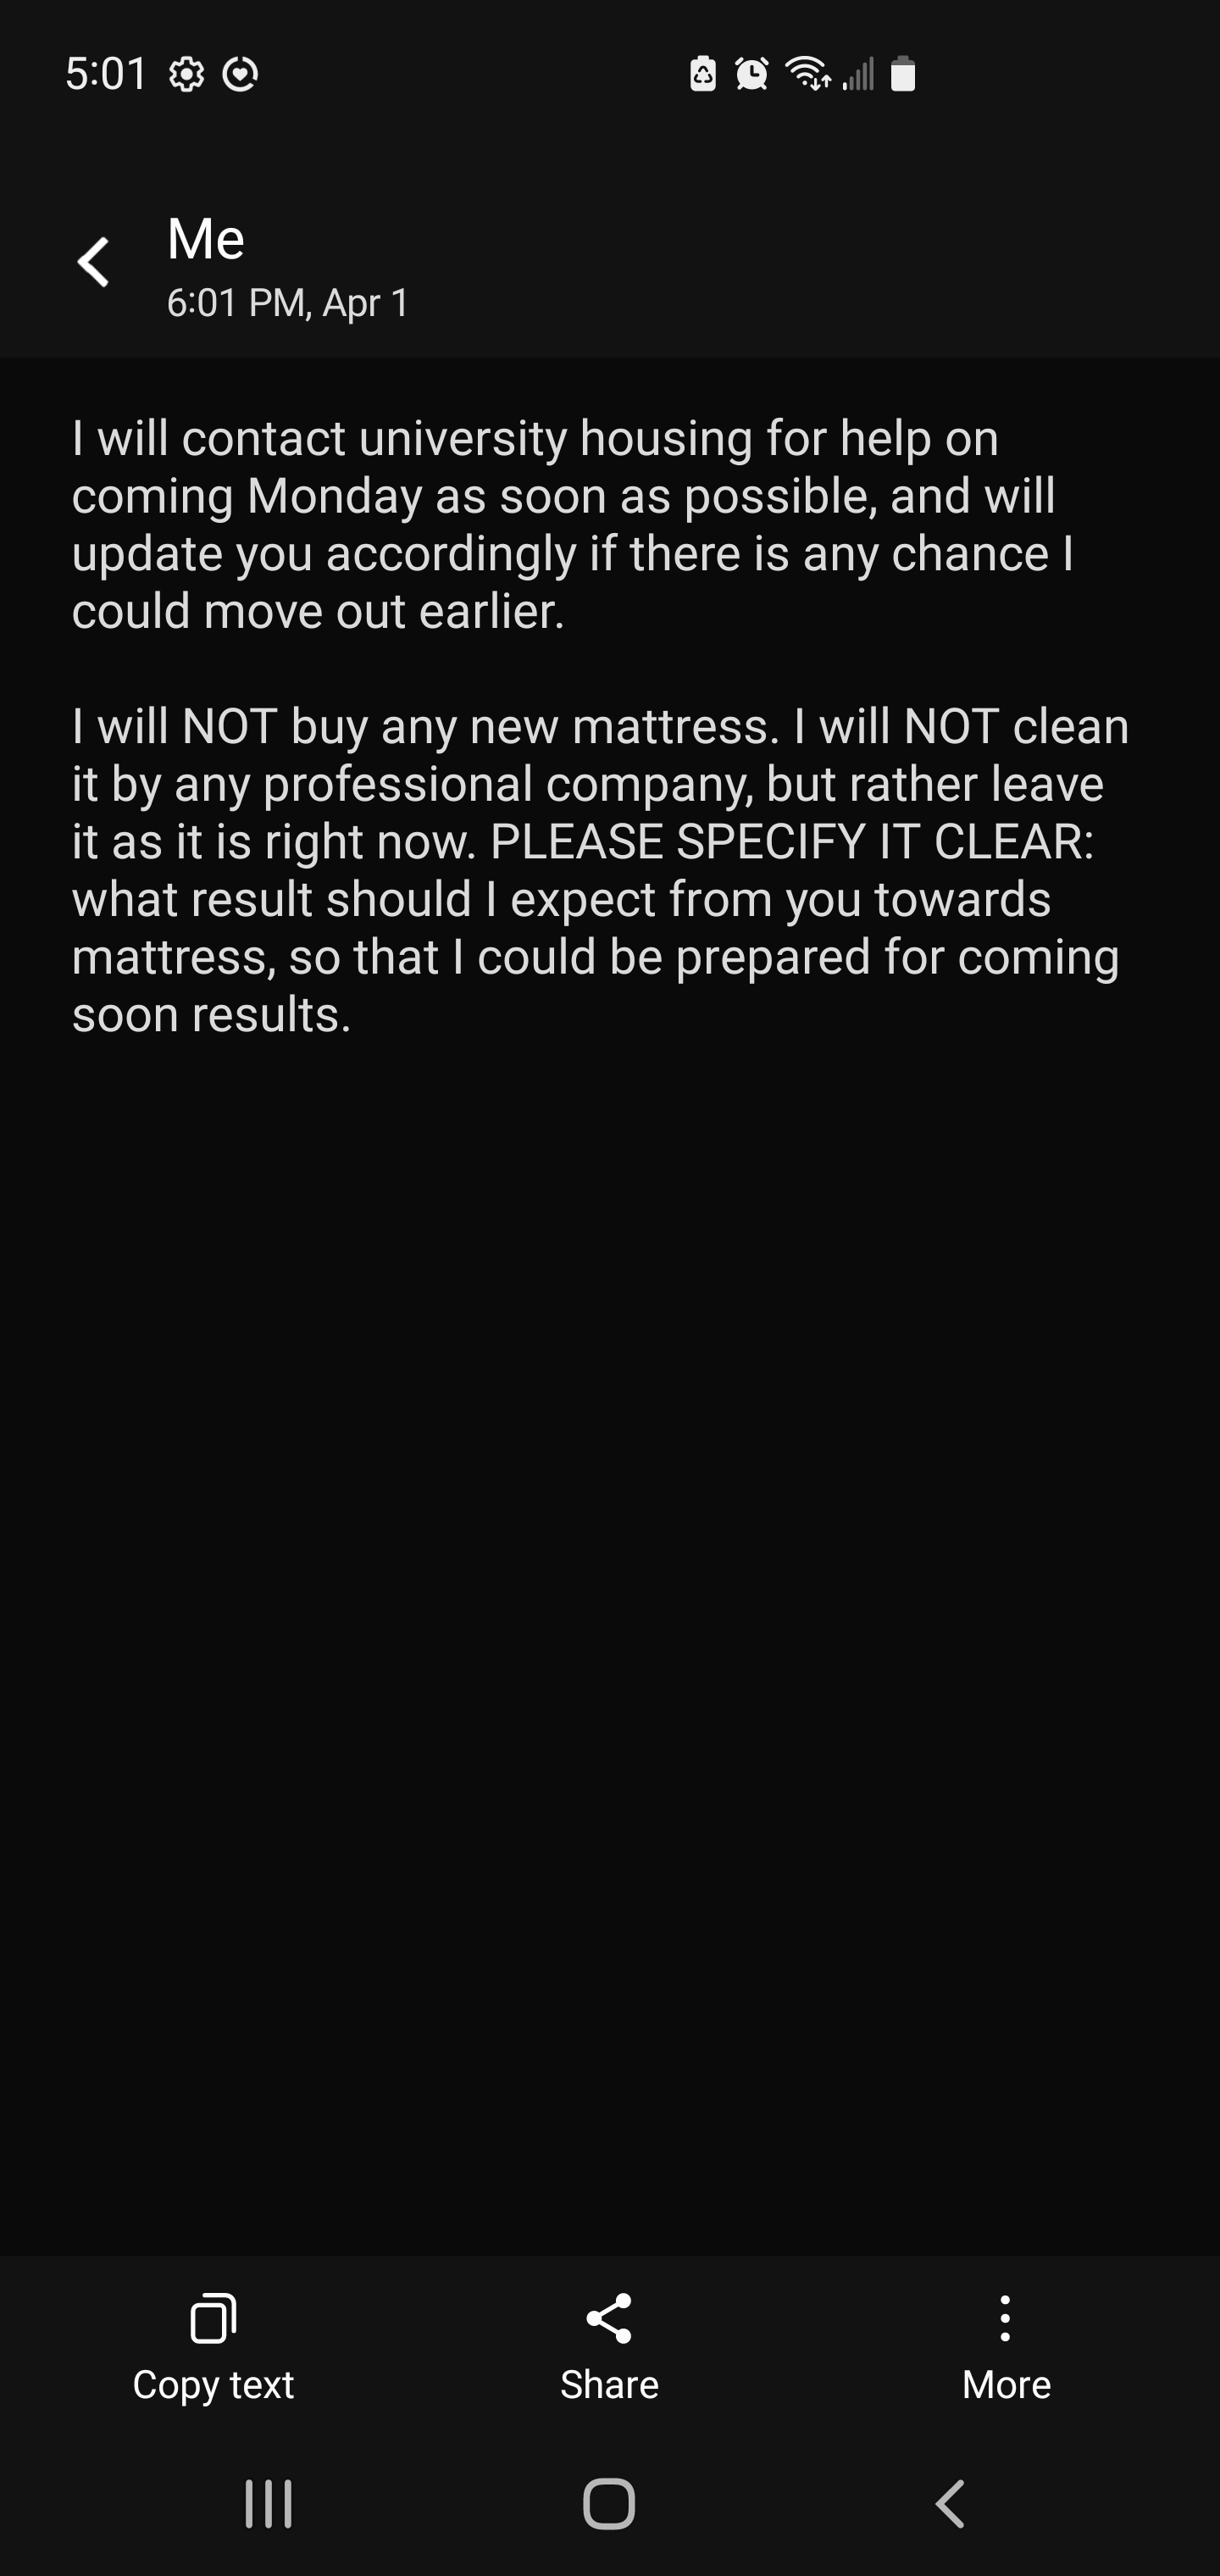 5:01
Me
6:01 PM, Apr 1
I will contact university housing for help on
coming Monday as soon as possible, and will
update you accordingly if there is any chance I
could move out earlier.
I will NOT buy any new mattress. I will NOT clean
it by any professional company, but rather leave
it as it is right now. PLEASE SPECIFY IT CLEAR:
what result should I expect from you towards
mattress, so that I could be prepared for coming
soon results.
Copy text
Share
More